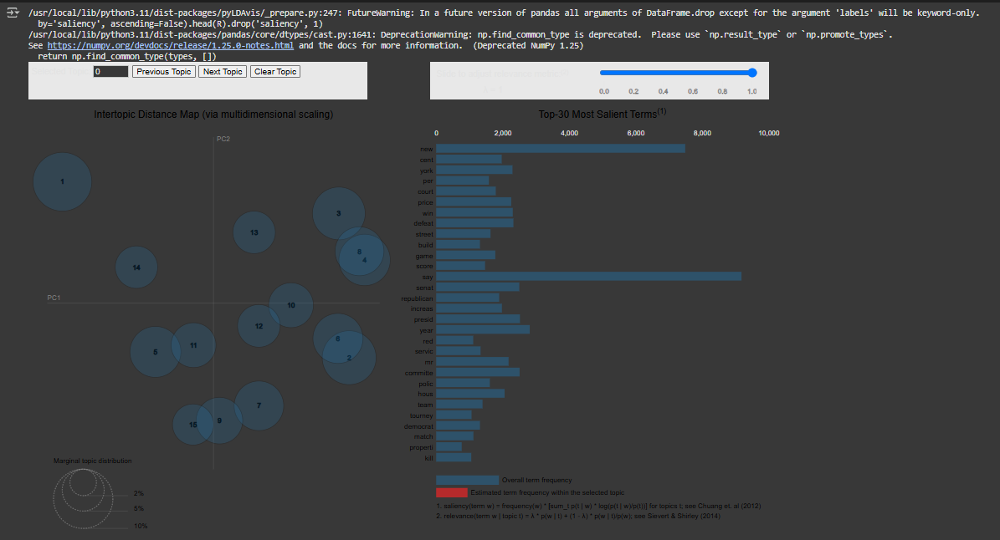 /usr/local/lib/python3.11/dist-packages/pyLDAvis/_prepare.py:247: FutureWarning: In a future version of pandas all arguments of DataFrame.drop except for the argument 'labels' will be keyword-only.
by='saliency', ascending=False).head(R).drop('saliency', 1)
/usr/local/lib/python3.11/dist-packages/pandas/core/dtypes/cast.py:1641: DeprecationWarning: np.find_common_type is deprecated.  Please use `np.result_type` or `np.promote_types`.
See https://numpy.org/devdocs/release/1.25.0-notes.html and the docs for more information.  (Deprecated NumPy 1.25)
return np.find_common_type(types, [])
0 Previous Topic Next Topic Clear Topic
0.0 0.2 0.4 0.6 0.8 1.0
Intertopic Distance Map (via multidimensional scaling)
PC2
PC1
1
3
13
8
4
14
10
12
6
2
11
5
7
9
15
Marginal topic distribution
2%
5%
10%
Top-30 Most Salient Terms(1)
0 2,000 4,000 6,000 8,000 10,000
new
cent
york
per
court
price
win
defeat
street
build
game
score
say
senat
republican
increas
presid
year
red
servic
mr
committe
polic
hous
team
tourney
democrat
match
properti
kill
Overall term frequency
Estimated term frequency within the selected topic
1. saliency(term w) = frequency(w) * [sum_t p(t | w) * log(p(t | w)/p(t))] for topics t; see Chuang et. al (2012)
2. relevance(term w | topic t) = λ * p(w | t) + (1 - λ) * p(w | t)/p(w); see Sievert & Shirley (2014)